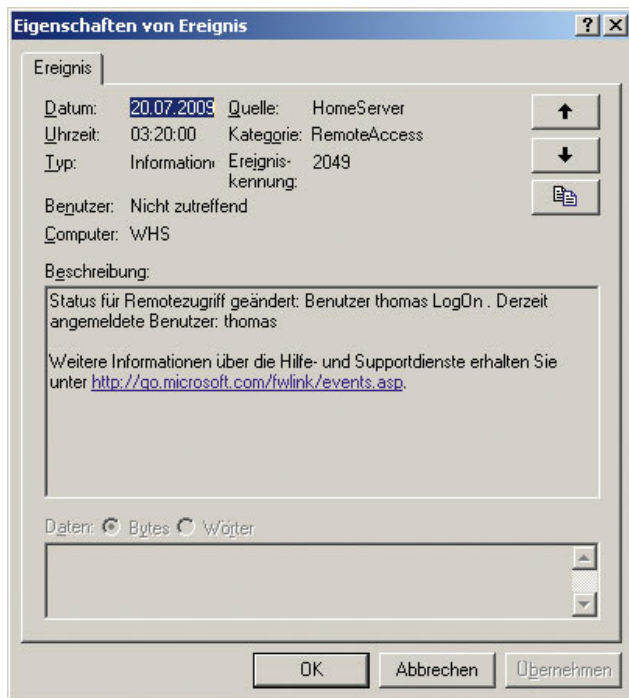 Eigenschaften von Ereignis
Ereignis
Datum: 20.07.2009 Quelle: HomeServer
Uhrzeit: 03:20:00 Kategorie: RemoteAccess
Typ: Information Ereignis-
kennung: 2049
Benutzer: Nicht zutreffend
Computer: WHS
Beschreibung:
Status für Remotezugriff geändert: Benutzer thomas LogOn . Derzeit
angemeldete Benutzer: thomas
Weitere Informationen über die Hilfe- und Supportdienste erhalten Sie
unter http://go.microsoft.com/fwlink/events.asp.
Daten: Bytes Wörter
OK Abbrechen Übernehmen